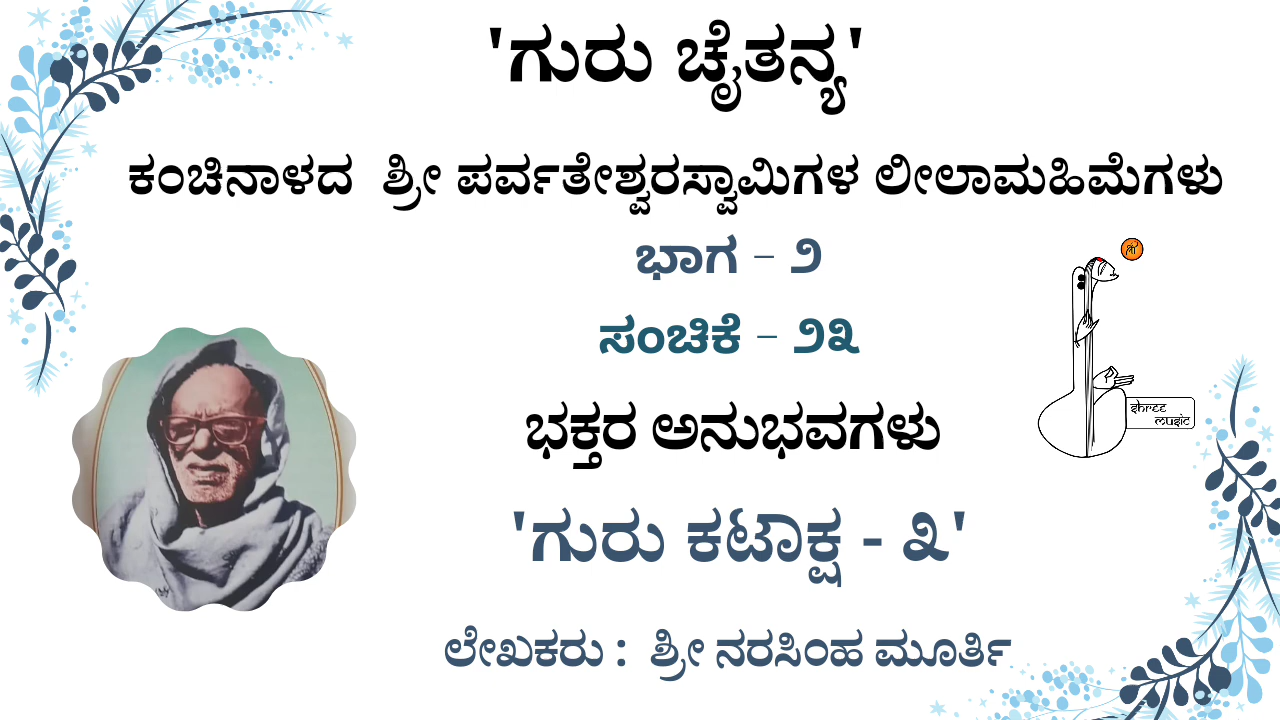 'ಗುರು ಚೈತನ್ಯ'
ಕಂಚಿನಾಳದ ಶ್ರೀ ಪರ್ವತೇಶ್ವರಸ್ವಾಮಿಗಳ ಲೀಲಾಮಹಿಮೆಗಳು
ಭಾಗ - ೨
ಸಂಚಿಕೆ - ೨೩
ಶ್ರೀ
shree
music
ಭಕ್ತರ ಅನುಭವಗಳು
'ಗುರು ಕಟಾಕ್ಷ - ೩'
ಲೇಖಕರು : ಶ್ರೀ ನರಸಿಂಹ ಮೂರ್ತಿ